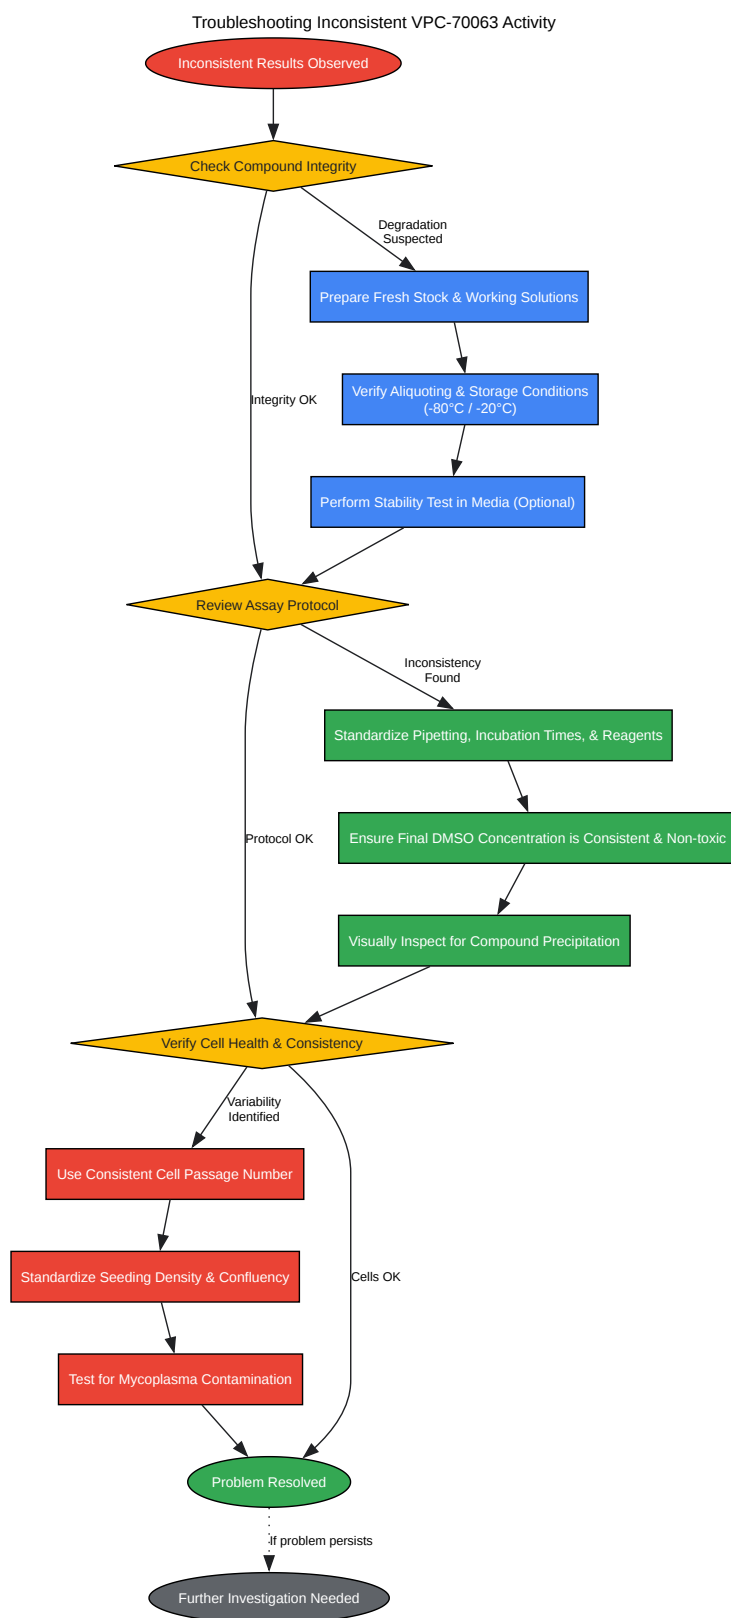 Troubleshooting Inconsistent VPC-70063 Activity
Inconsistent Results Observed
Check Compound Integrity
Degradation
Suspected
Prepare Fresh Stock & Working Solutions
Verify Aliquoting & Storage Conditions
(-80°C / -20°C)
Integrity OK
Perform Stability Test in Media (Optional)
Review Assay Protocol
Inconsistency
Found
Standardize Pipetting, Incubation Times, & Reagents
Protocol OK
Ensure Final DMSO Concentration is Consistent & Non-toxic
Visually Inspect for Compound Precipitation
Verify Cell Health & Consistency
Variability
Identified
Use Consistent Cell Passage Number
Standardize Seeding Density & Confluency
Cells OK
Test for Mycoplasma Contamination
Problem Resolved
If problem persists
Further Investigation Needed